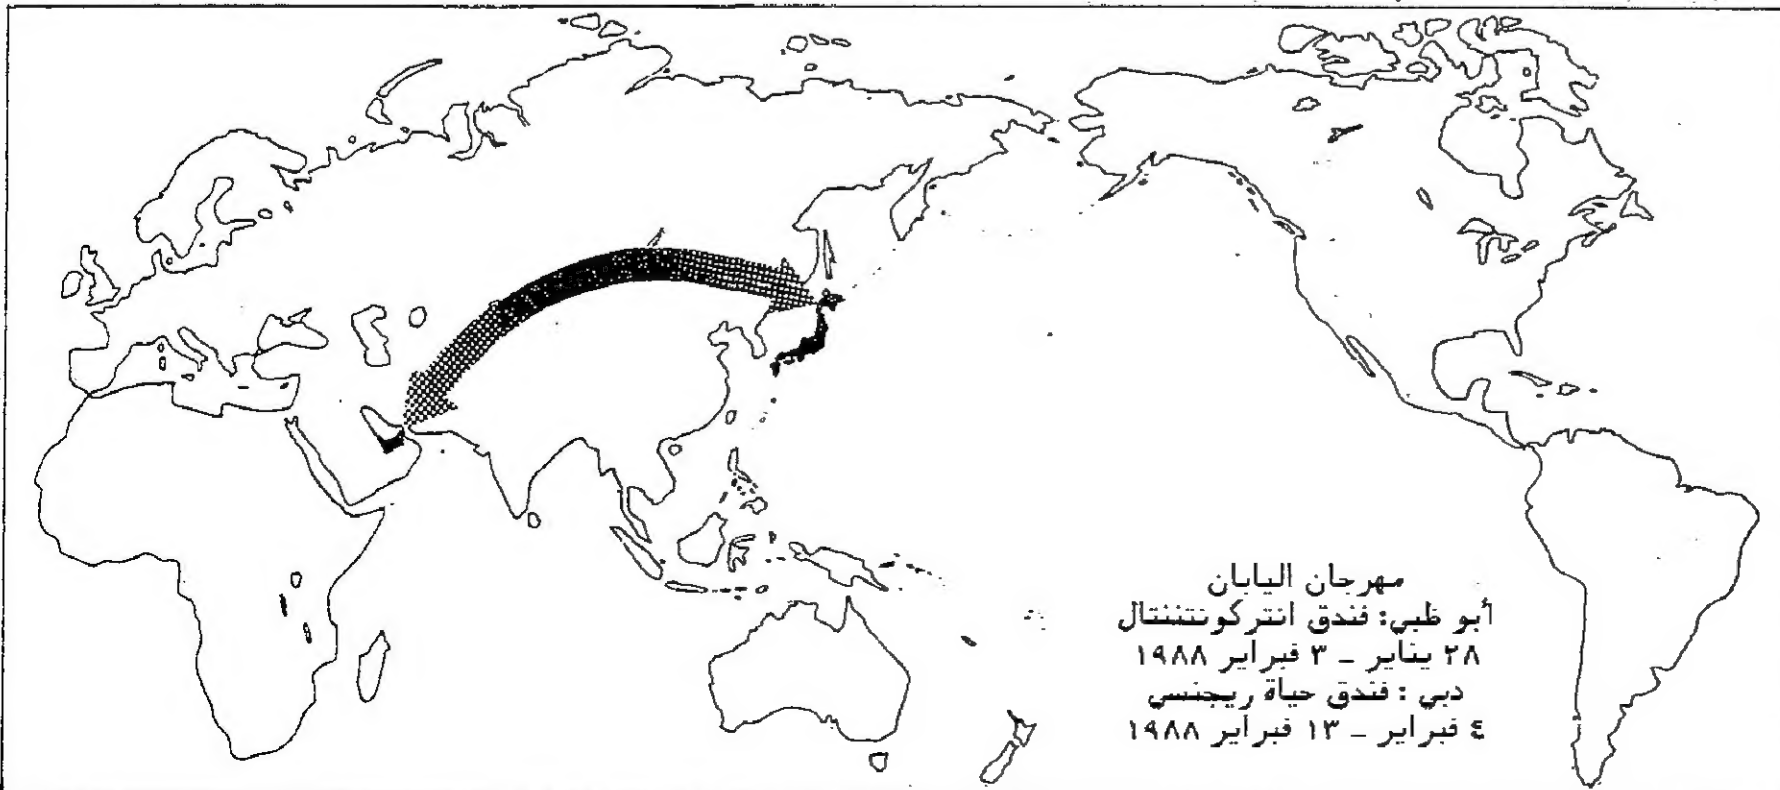 مهرجان اليابان
أبو ظبي: فندق انتركونتننتال
٢٨ يناير - ٣ فبراير ١٩٨٨
دبي : فندق حياة ريجنسي
٤ فبراير - ١٣ فبراير ١٩٨٨